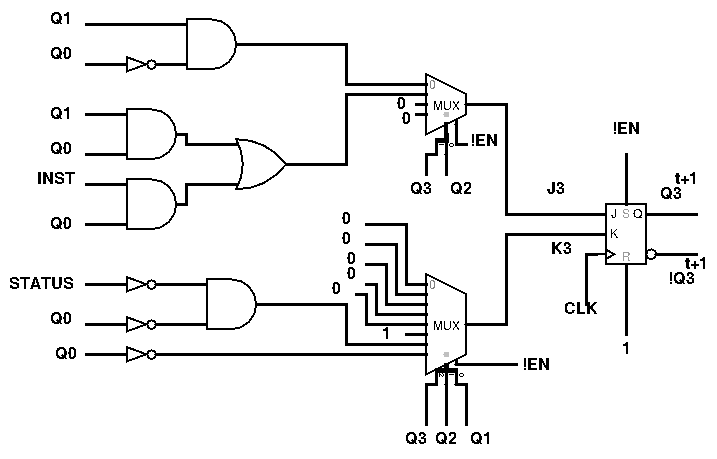 Q1
Q0
Q1
Q0
INST
Q0
0
MUX
0
0
!EN
Q3 Q2
!EN
J3
t+1
Q3
J S Q
K
R
K3
t+1
!Q3
CLK
1
0
0
0
0
0
0
1
MUX
STATUS
Q0
Q0
!EN
Q3 Q2 Q1